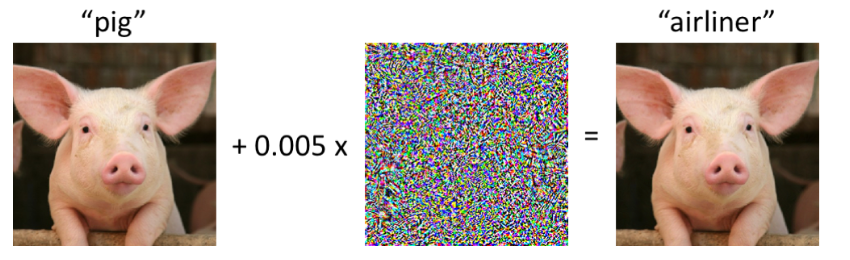 “pig”
“airliner”
+ 0.005 x
=